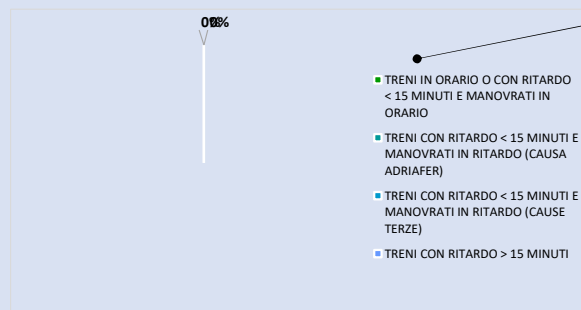 TRENI IN ORARIO O CON RITARDO
< 15 MINUTI E MANOVRATI IN
ORARIO
TRENI CON RITARDO < 15 MINUTI E
MANOVRATI IN RITARDO (CAUSA
ADRIAFER)
TRENI CON RITARDO < 15 MINUTI E
MANOVRATI IN RITARDO (CAUSE
TERZE)
TRENI CON RITARDO > 15 MINUTI